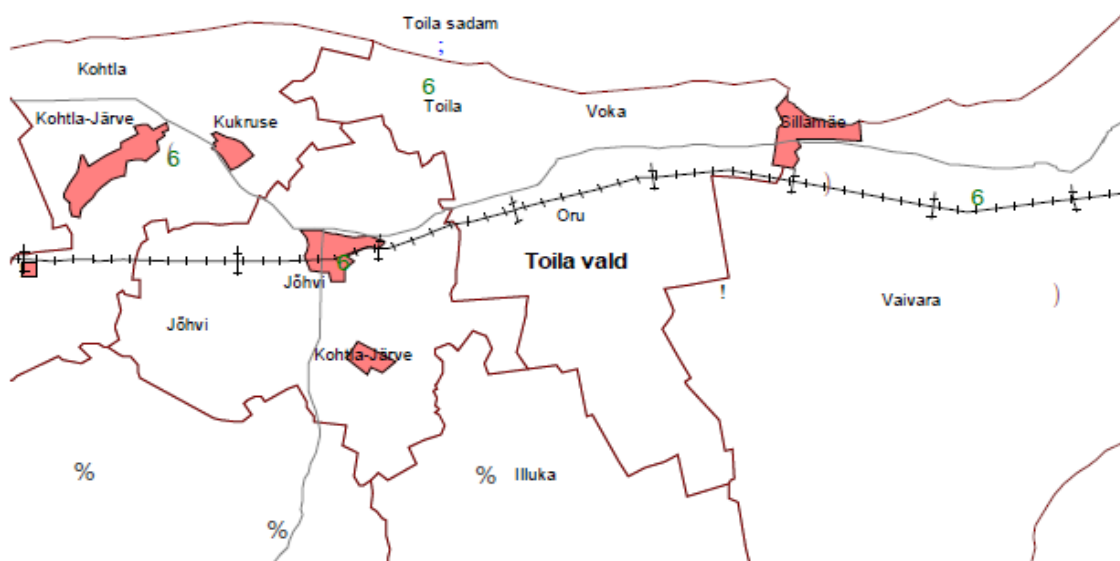 Toila sadam
;
Kohtla
6
Toila
Voka
Kohtla-Järve
Kukruse
Sillamäe
6
)
6
Oru
Toila vald
6
Jõhvi
!
Vaivara
)
Jõhvi
Kohtla-Järve
%
%
Illuka
%